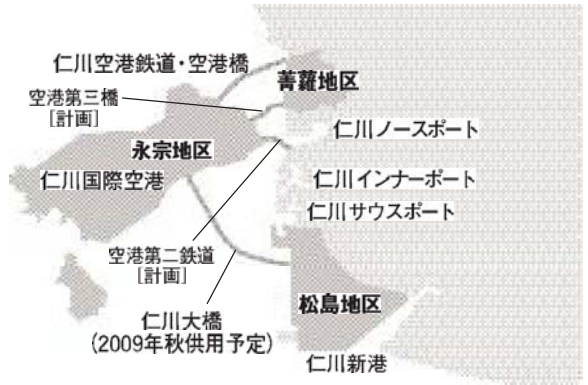 仁川空港鉄道・空港橋
菁蘿地区
空港第三橋
[計画]
仁川ノースポート
永宗地区
仁川国際空港
仁川インナーポート
仁川サウスポート
空港第二鉄道
[計画]
松島地区
仁川大橋
(2009年秋供用予定)
仁川新港